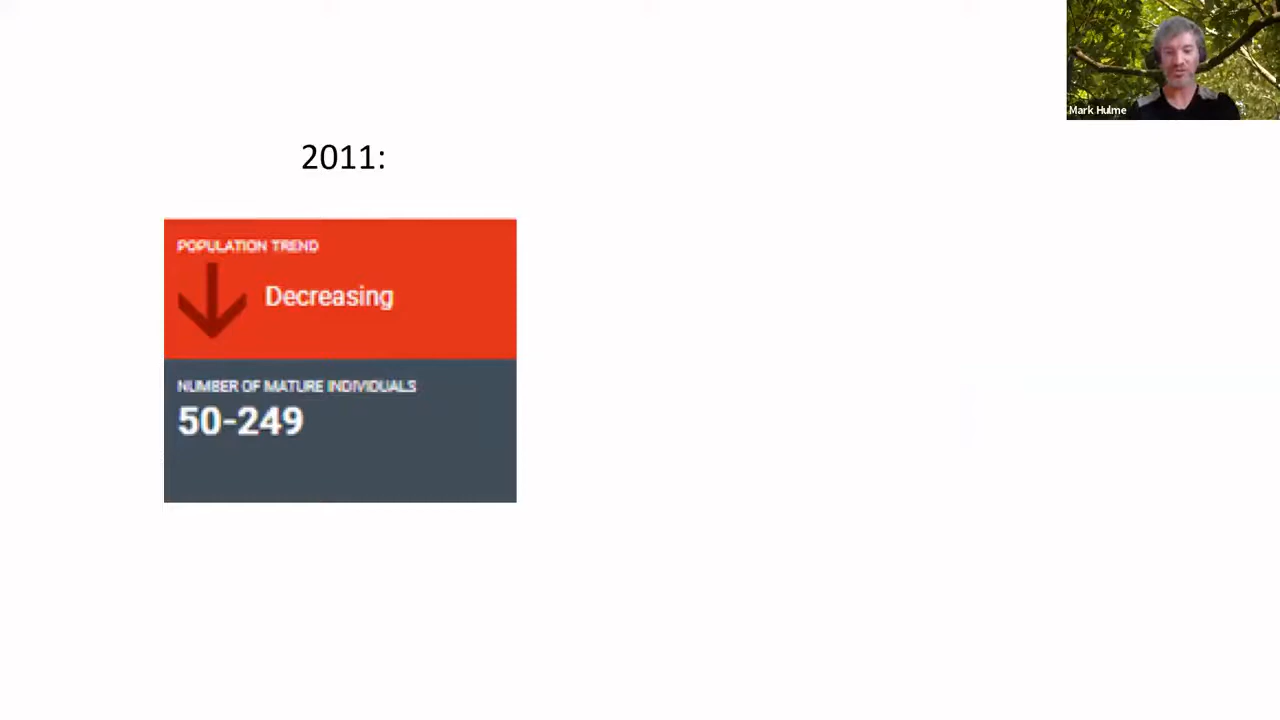 Mark Hulme
2011:
POPULATION TREND
Decreasing
NUMBER OF MATURE INDIVIDUALS
50-249